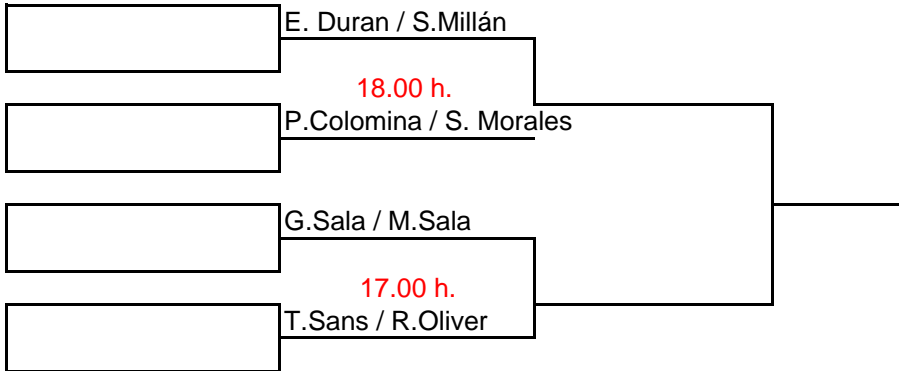 E. Duran / S.Millán
18.00 h.
P.Colomina / S. Morales
G.Sala / M.Sala
17.00 h.
T.Sans / R.Oliver